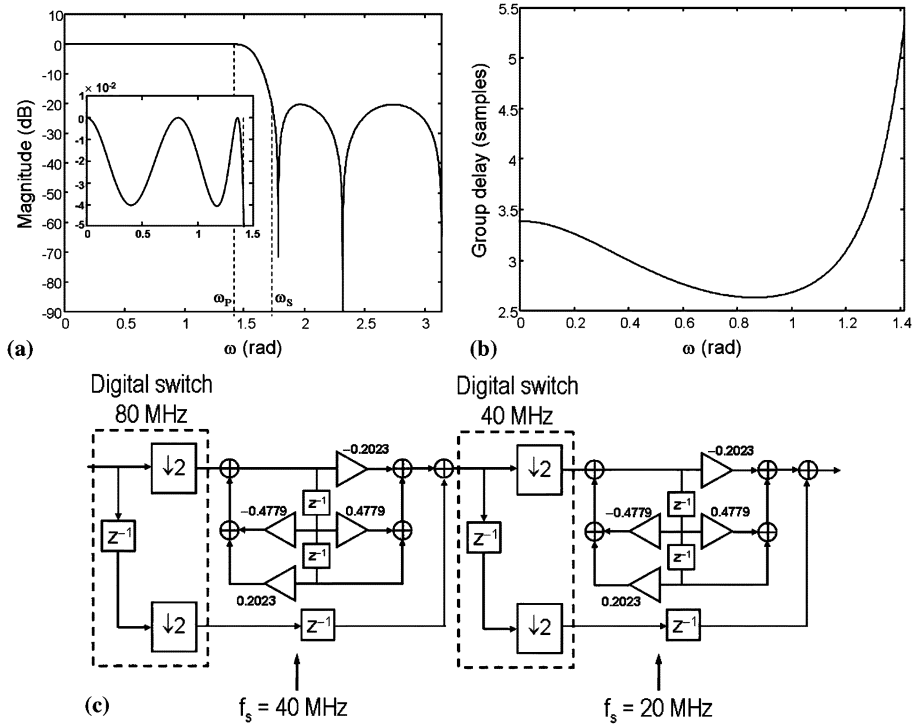 10
0
-10
-20
-30
-40
-50
-60
-70
-80
-90
Magnitude (dB)
× 10⁻²
1
0
-1
-2
-3
-4
-5
0 0.5 1 1.5
ωP
ωS
0 0.5 1 1.5 2 2.5 3
ω (rad)
(a)
5.5
5
4.5
4
3.5
3
2.5
Group delay (samples)
0 0.2 0.4 0.6 0.8 1 1.2 1.4
ω (rad)
(b)
Digital switch
80 MHz
↓2
z⁻¹
↓2
−0.2023
z⁻¹
−0.4779
0.4779
z⁻¹
0.2023
z⁻¹
fs = 40 MHz
Digital switch
40 MHz
↓2
z⁻¹
↓2
−0.2023
z⁻¹
−0.4779
0.4779
z⁻¹
0.2023
z⁻¹
fs = 20 MHz
(c)